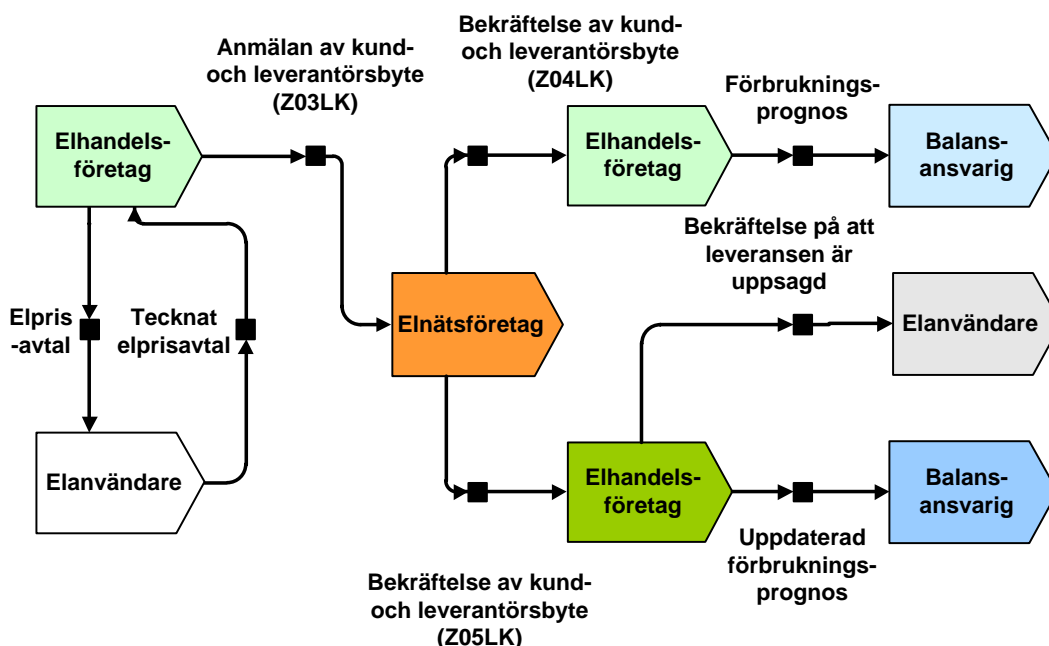 Anmälan av kund-
och leverantörsbyte
(Z03LK)
Bekräftelse av kund-
och leverantörsbyte
(Z04LK)
Förbruknings-
prognos
Elhandels-
företag
Elhandels-
företag
Balans-
ansvarig
Bekräftelse på att
leveransen är
uppsagd
Elpris
-avtal
Tecknat
elprisavtal
Elnätsföretag
Elanvändare
Elanvändare
Elhandels-
företag
Balans-
ansvarig
Uppdaterad
förbruknings-
prognos
Bekräftelse av kund-
och leverantörsbyte
(Z05LK)